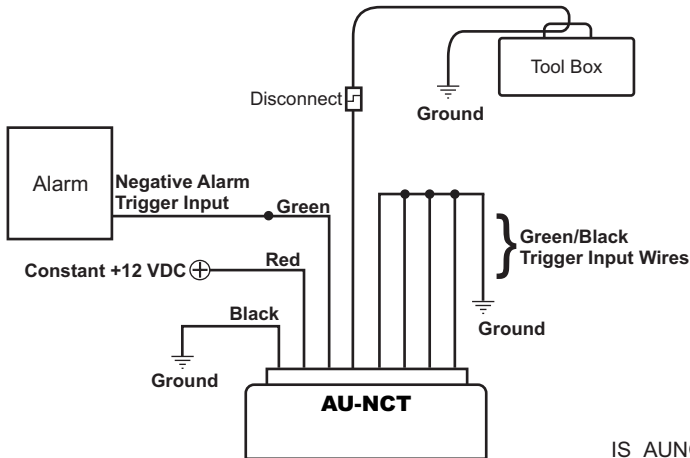 Tool Box
Disconnect
Ground
Alarm
Negative Alarm
Trigger Input
Green
Green/Black
Trigger Input Wires
Constant +12 VDC
Red
Black
Ground
Ground
AU-NCT